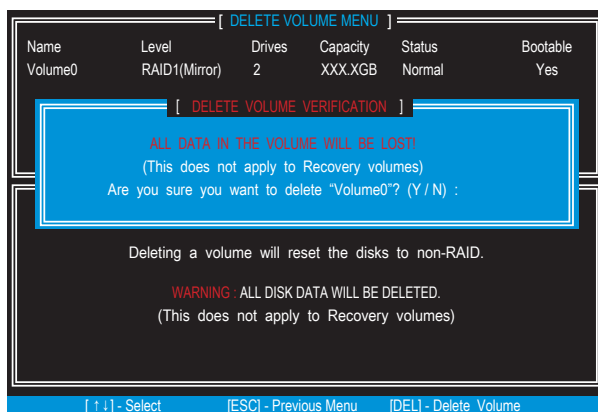 [ DELETE VOLUME MENU ]
Name Level Drives Capacity Status Bootable
Volume0 RAID1(Mirror) 2 XXX.XGB Normal Yes
[ DELETE VOLUME VERIFICATION ]
ALL DATA IN THE VOLUME WILL BE LOST!
(This does not apply to Recovery volumes)
Are you sure you want to delete “Volume0”? (Y / N) :
Deleting a volume will reset the disks to non-RAID.
WARNING : ALL DISK DATA WILL BE DELETED.
(This does not apply to Recovery volumes)
[ ↑↓] - Select [ESC] - Previous Menu [DEL] - Delete Volume